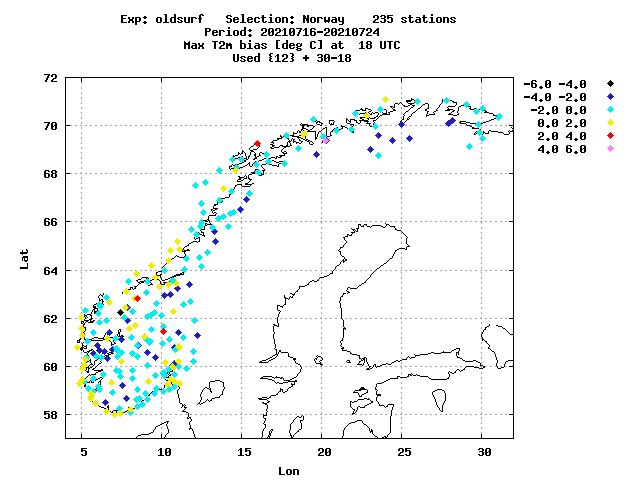 Exp: oldsurf Selection: Norway 235 stations
Period: 20210716-20210724
Max T2m bias [deg C] at 18 UTC
Used {12} + 30-18
72
70
68
66
64
62
60
58
5 10 15 20 25 30
Lat
Lon
-6.0 -4.0
-4.0 -2.0
-2.0 0.0
0.0 2.0
2.0 4.0
4.0 6.0